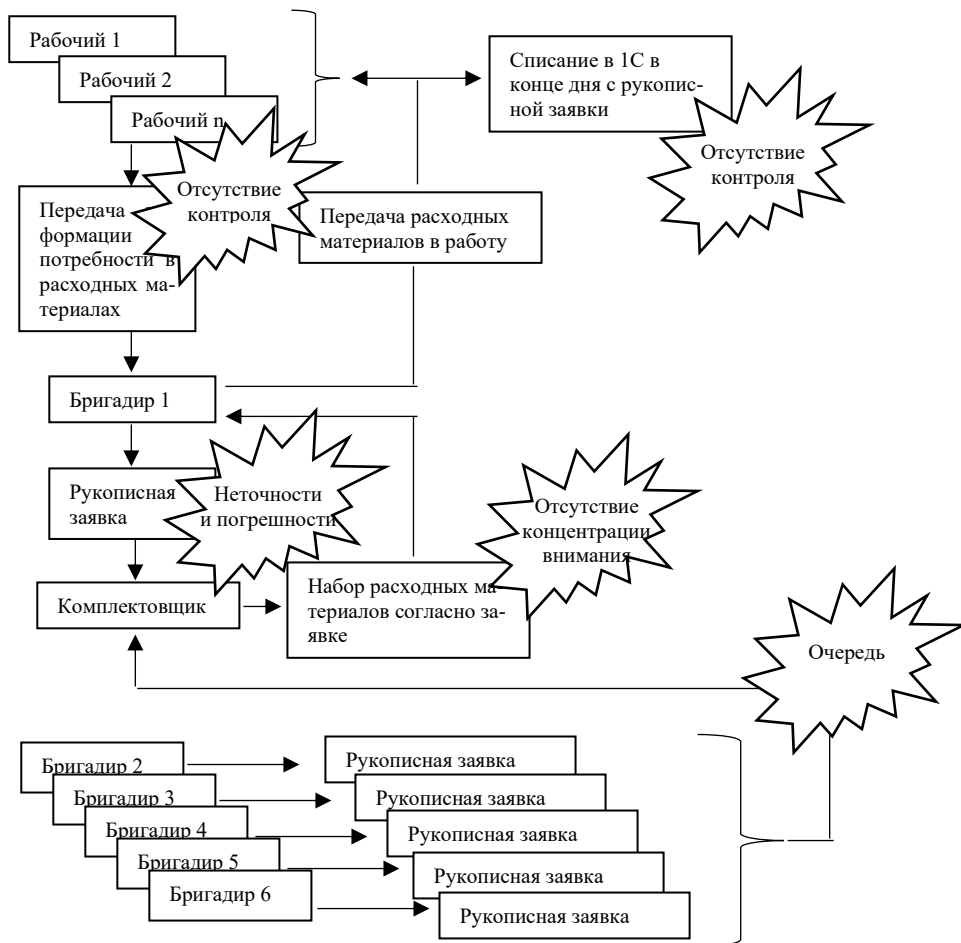 Рабочий 1
Рабочий 2
Рабочий n
Списание в 1С в
конце дня с рукопис-
ной заявки
Отсутствие
контроля
Отсутствие
контроля
Передача
формации
потребности в
расходных ма-
териалах
Передача расходных
материалов в работу
Бригадир 1
Рукописная
заявка
Неточности
и погрешности
Отсутствие
концентрации
внимания
Комплектовщик
Набор расходных ма-
териалов согласно за-
явке
Очередь
Бригадир 2
Рукописная заявка
Бригадир 3
Рукописная заявка
Бригадир 4
Рукописная заявка
Бригадир 5
Рукописная заявка
Бригадир 6
Рукописная заявка